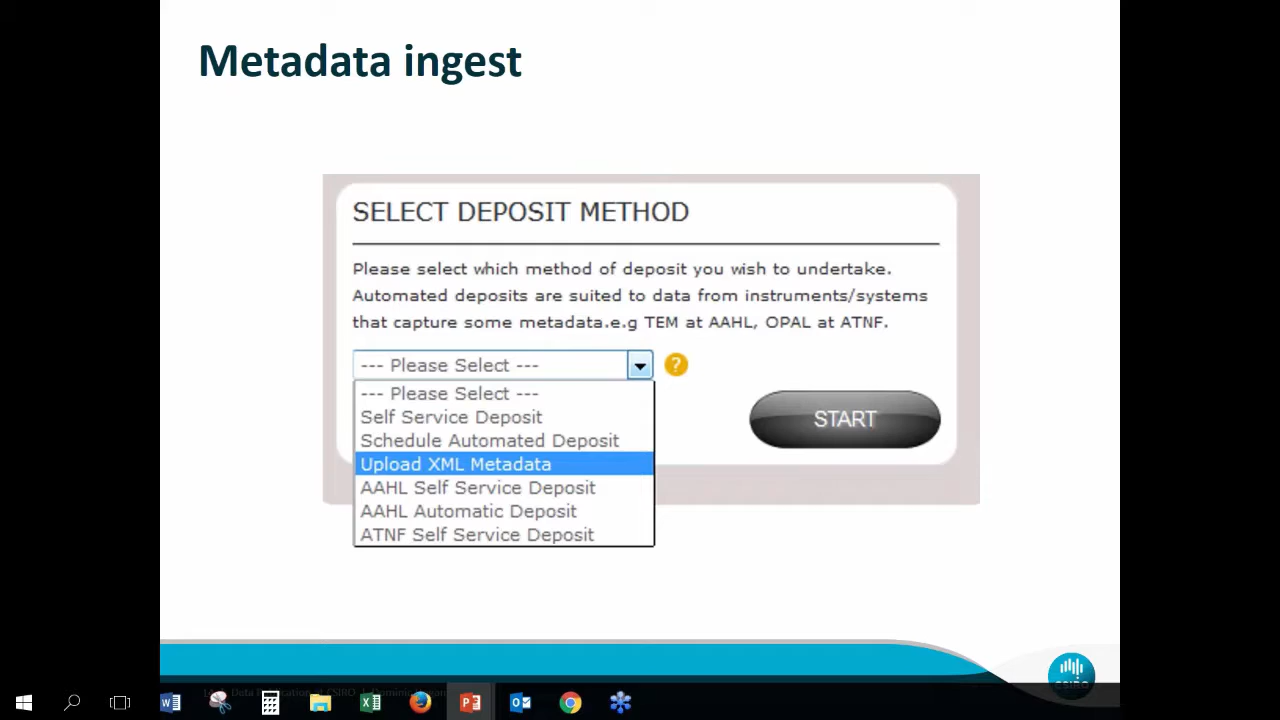 Metadata ingest
SELECT DEPOSIT METHOD
Please select which method of deposit you wish to undertake.
Automated deposits are suited to data from instruments/systems
that capture some metadata.e.g TEM at AAHL, OPAL at ATNF.
--- Please Select --- ?
--- Please Select ---
Self Service Deposit
Schedule Automated Deposit
START
Upload XML Metadata
AAHL Self Service Deposit
AAHL Automatic Deposit
ATNF Self Service Deposit
CSIRO